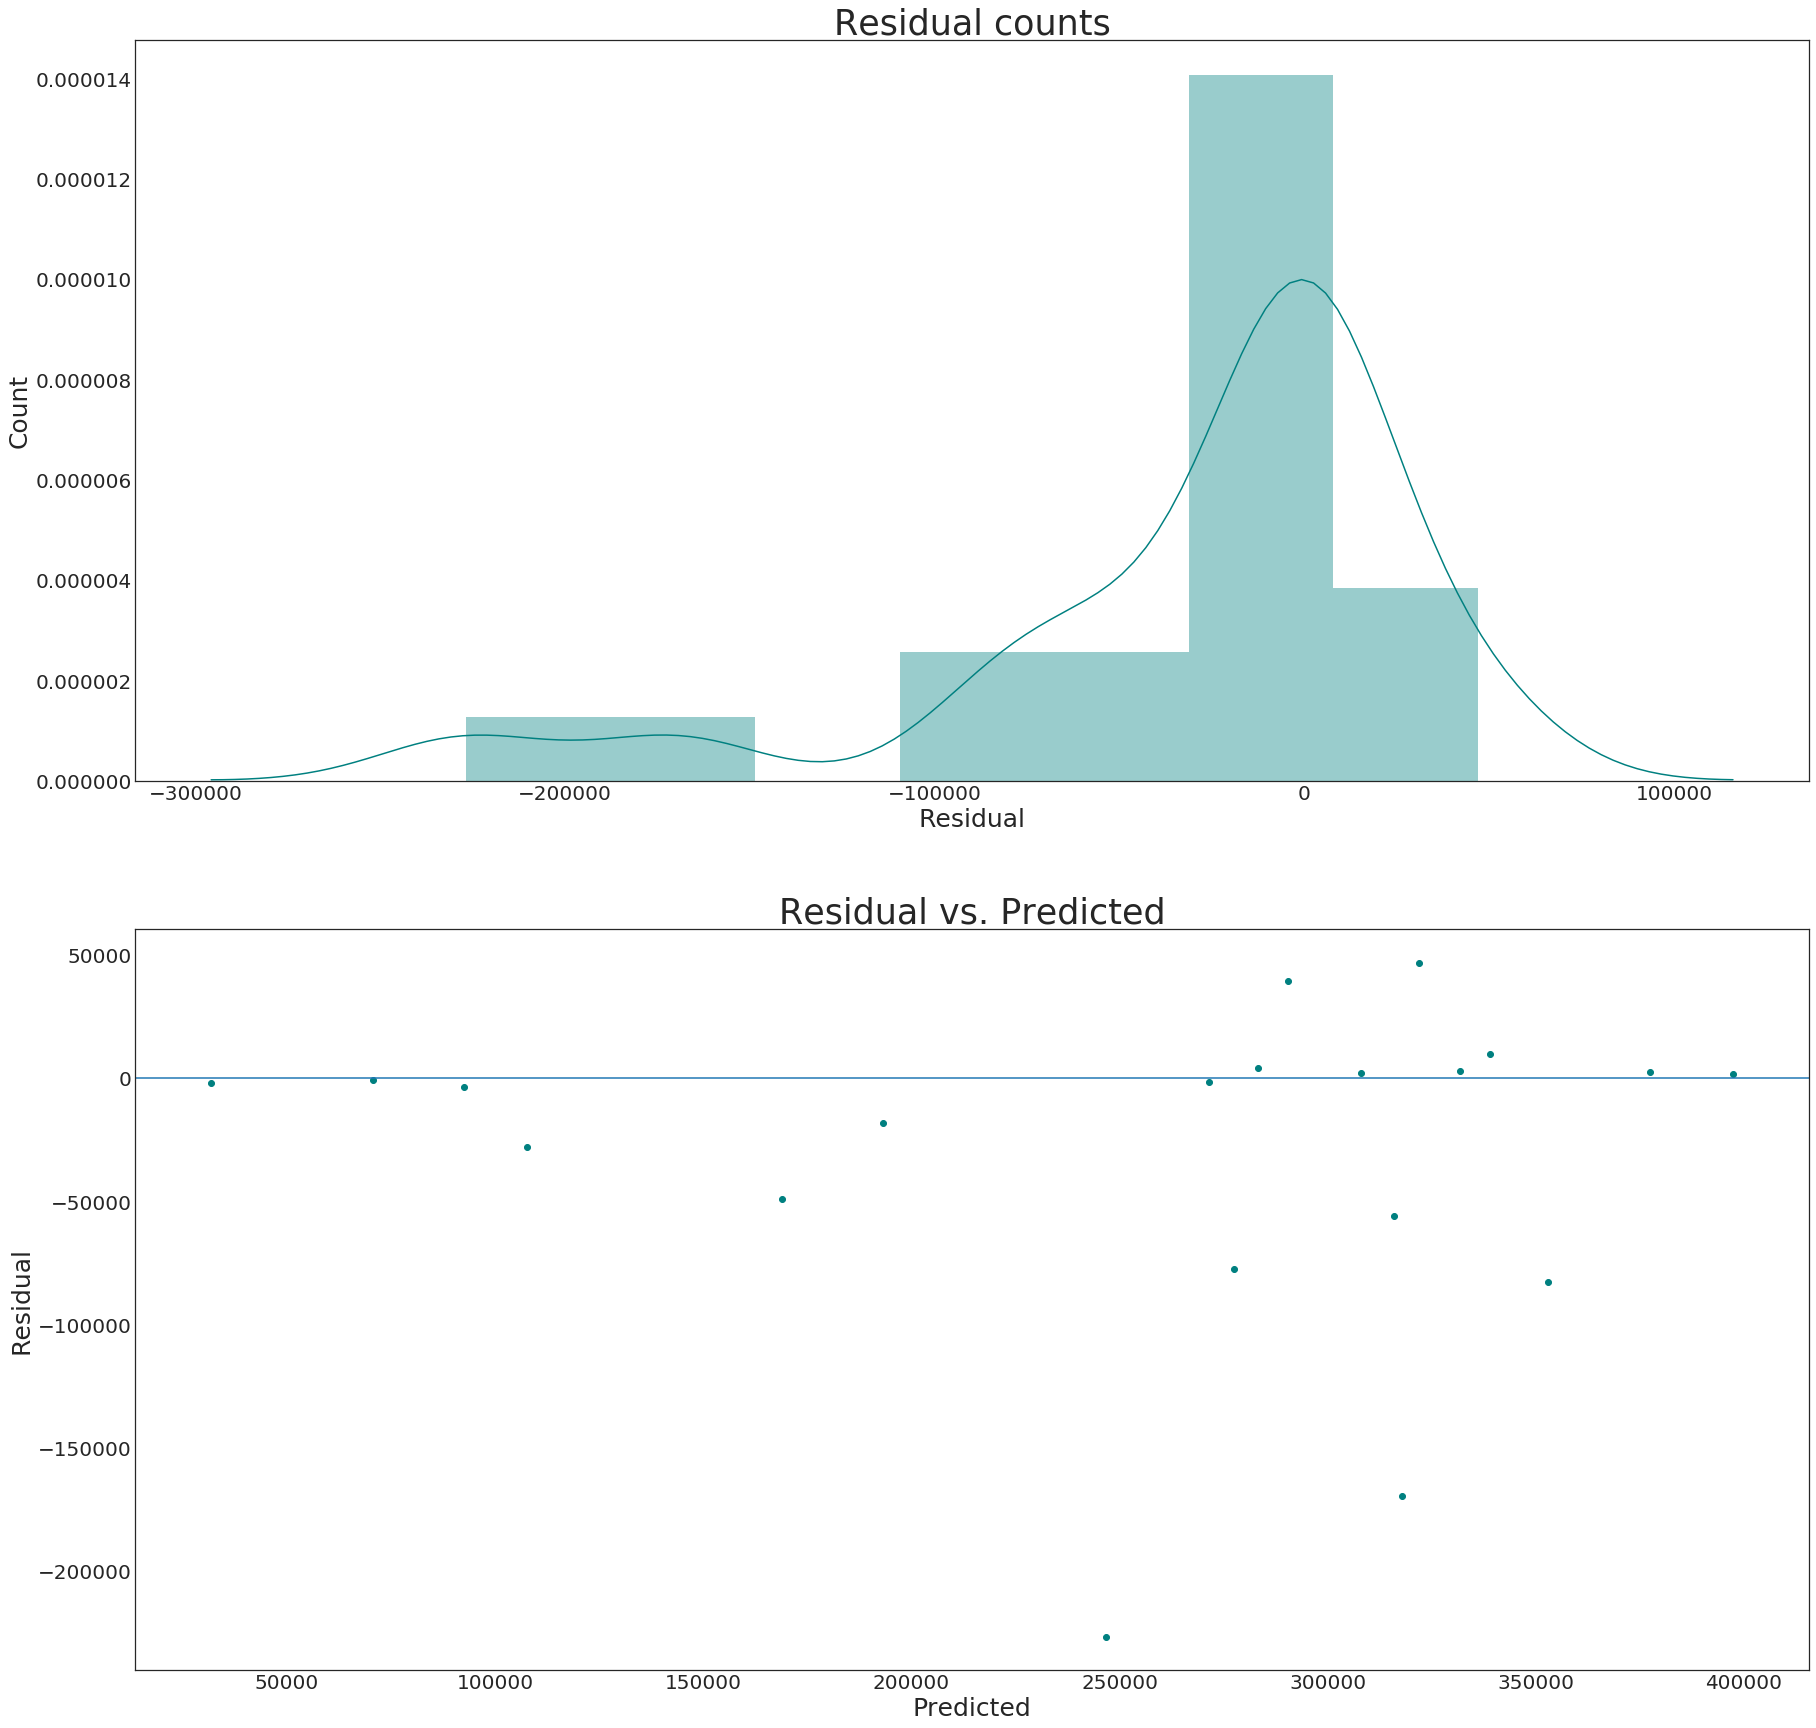 Residual counts
0.000014
0.000012
0.000010
0.000008
0.000006
0.000004
0.000002
0.000000
Count
−300000 −200000 −100000 0 100000
Residual
Residual vs. Predicted
50000
0
−50000
−100000
−150000
−200000
Residual
50000 100000 150000 200000 250000 300000 350000 400000
Predicted